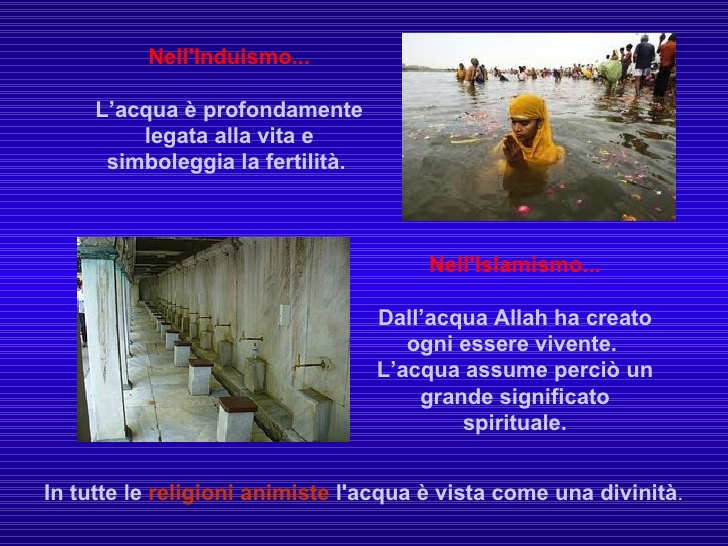 Nell'Induismo...
L’acqua è profondamente
legata alla vita e
simboleggia la fertilità.
Nell'Islamismo...
Dall’acqua Allah ha creato
ogni essere vivente.
L’acqua assume perciò un
grande significato
spirituale.
In tutte le religioni animiste l'acqua è vista come una divinità.